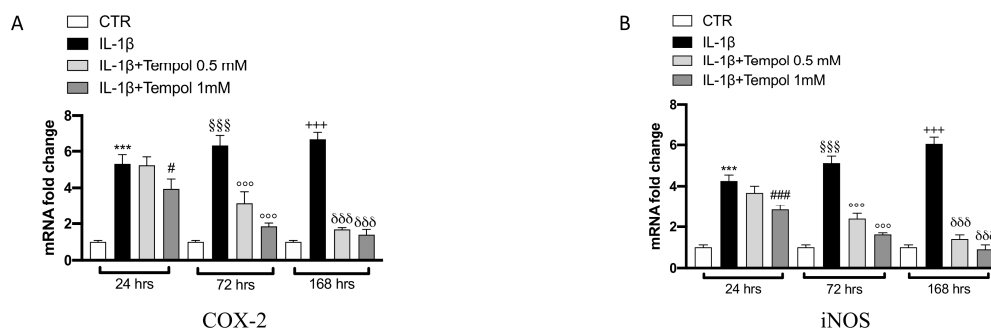 A
CTR
IL-1β
IL-1β+Tempol 0.5 mM
IL-1β+Tempol 1mM
mRNA fold change
8
6
4
2
0
***
#
§§§
°°°
°°°
+++
δδδ
δδδ
24 hrs
72 hrs
168 hrs
COX-2
B
CTR
IL-1β
IL-1β+Tempol 0.5 mM
IL-1β+Tempol 1mM
mRNA fold change
8
6
4
2
0
***
###
§§§
°°°
°°°
+++
δδδ
δδδ
24 hrs
72 hrs
168 hrs
iNOS